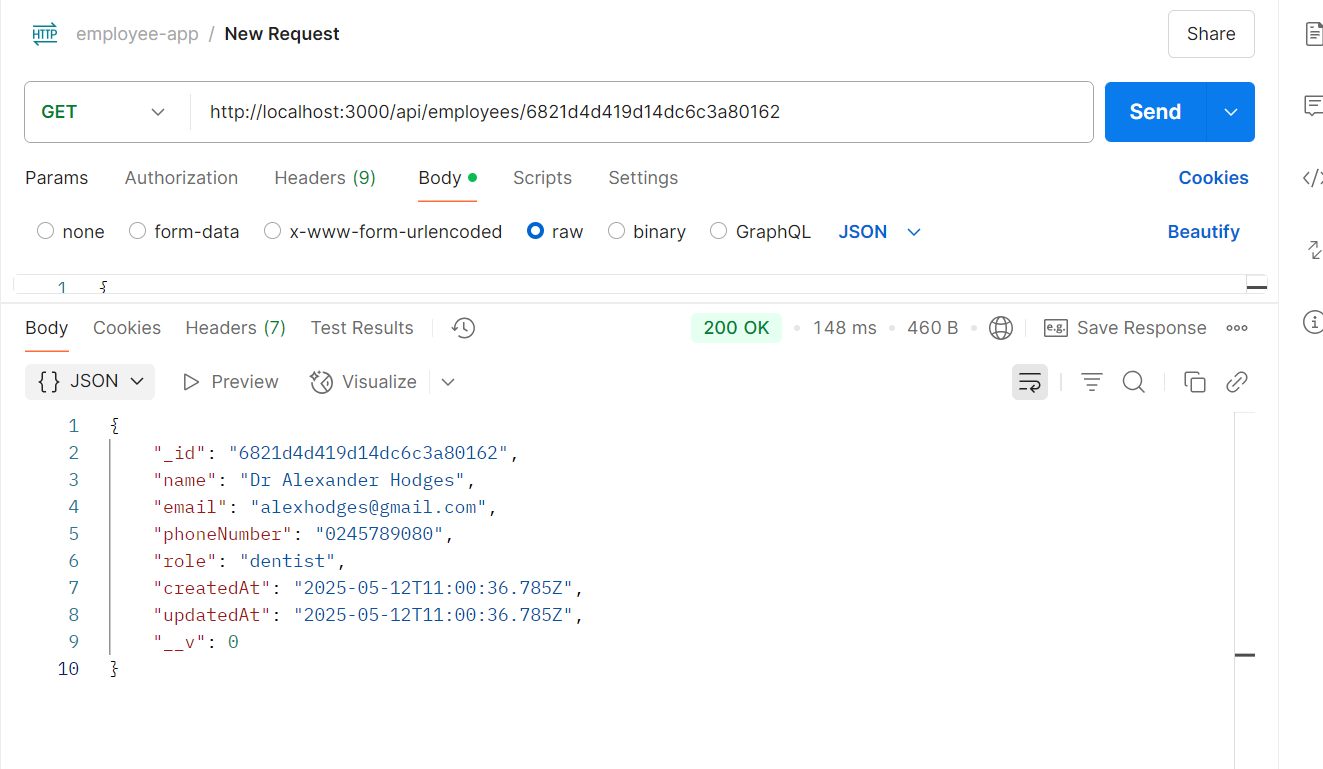 HTTP employee-app / New Request Share
GET http://localhost:3000/api/employees/6821d4d419d14dc6c3a80162 Send
Params Authorization Headers (9) Body Scripts Settings Cookies
none form-data x-www-form-urlencoded raw binary GraphQL JSON Beautify
1 {
Body Cookies Headers (7) Test Results 200 OK • 148 ms • 460 B • e.g. Save Response
{} JSON Preview Visualize
1 {
2 "_id": "6821d4d419d14dc6c3a80162",
3 "name": "Dr Alexander Hodges",
4 "email": "alexhodges@gmail.com",
5 "phoneNumber": "0245789080",
6 "role": "dentist",
7 "createdAt": "2025-05-12T11:00:36.785Z",
8 "updatedAt": "2025-05-12T11:00:36.785Z",
9 "__v": 0
10 }